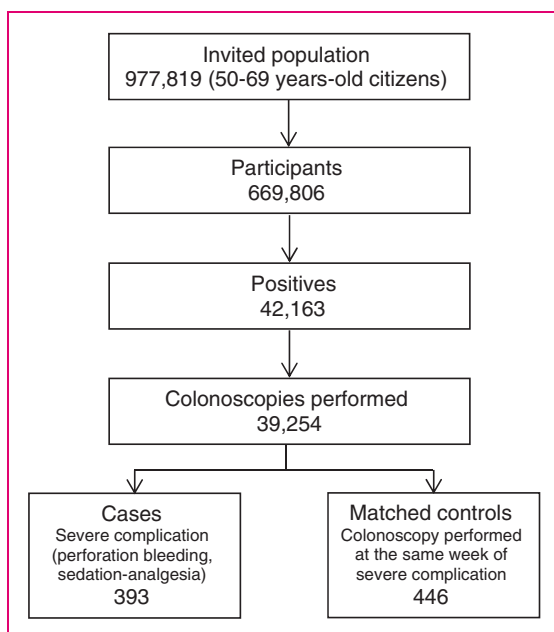 Invited population
977,819 (50-69 years-old citizens)
Participants
669,806
Positives
42,163
Colonoscopies performed
39,254
Cases
Severe complication
(perforation bleeding,
sedation-analgesia)
393
Matched controls
Colonoscopy performed
at the same week of
severe complication
446